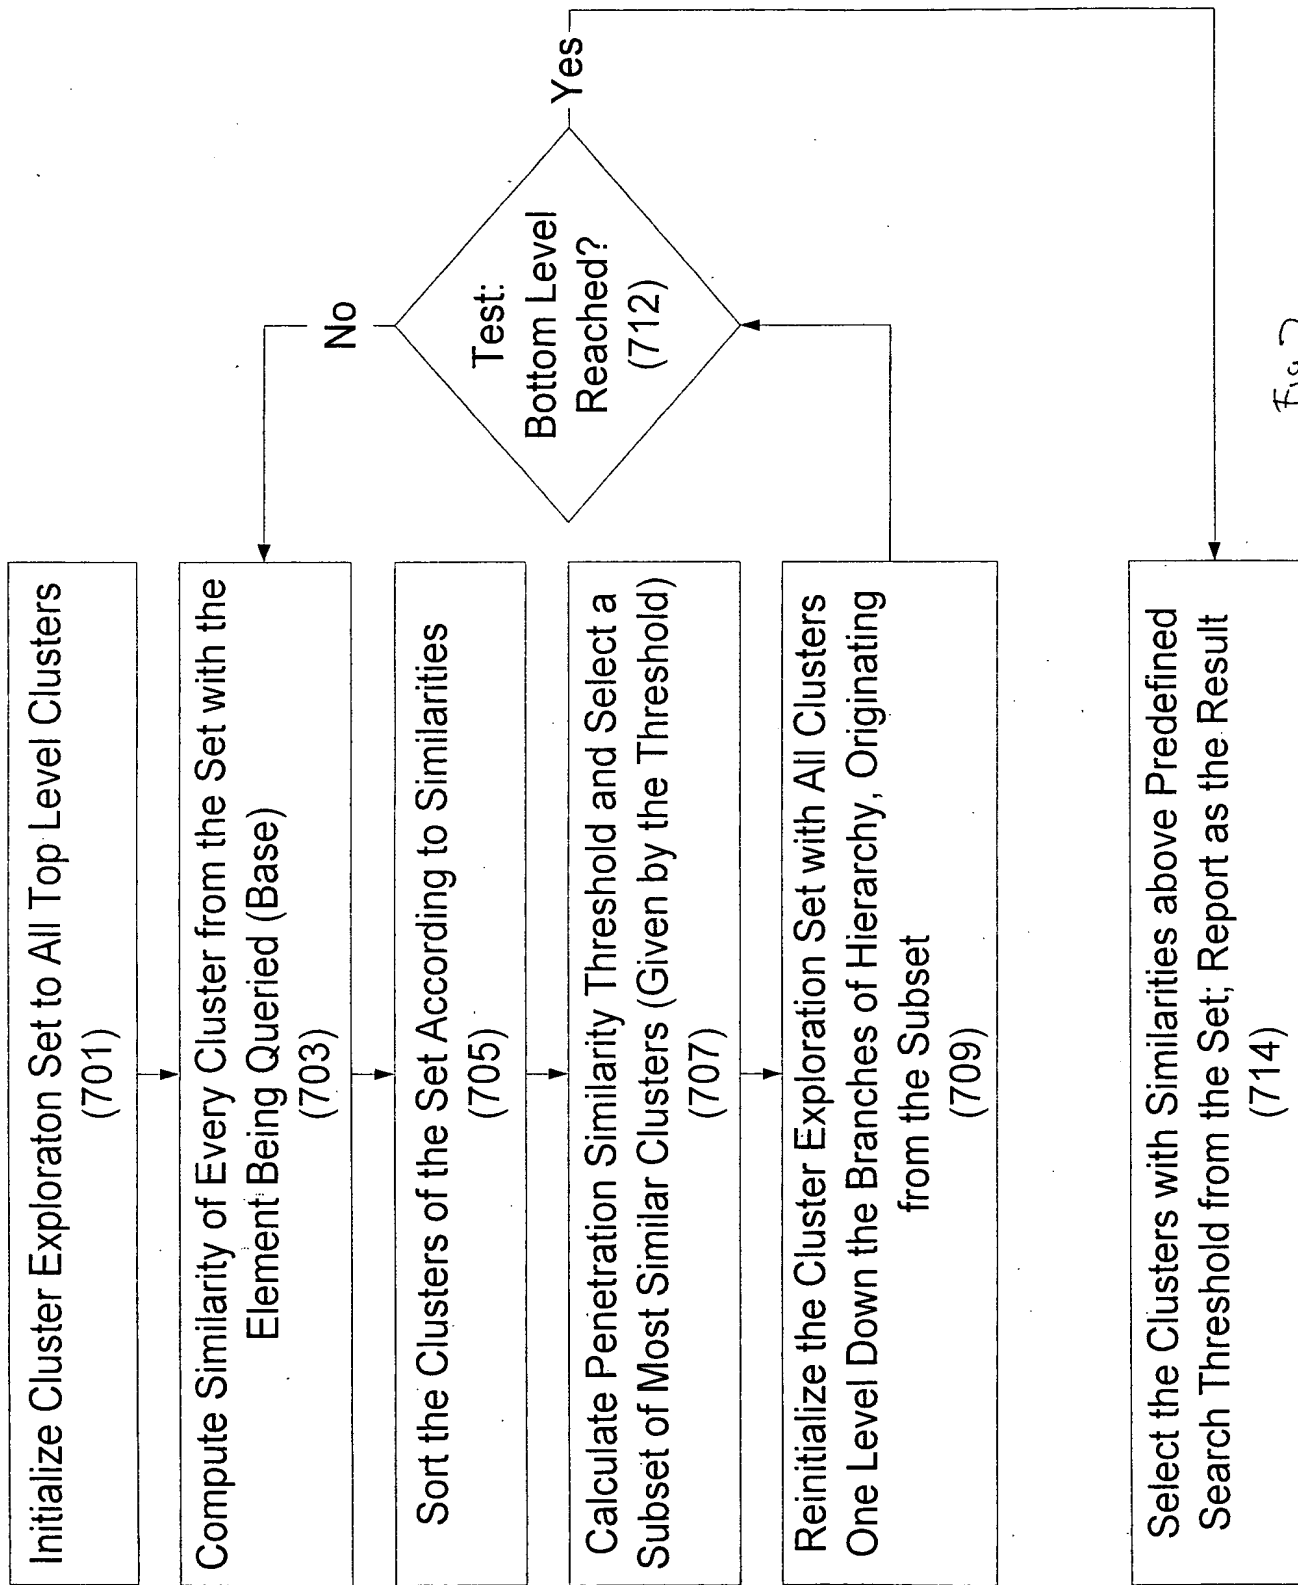 Initialize Cluster Exploraton Set to All Top Level Clusters
(701)
Compute Similarity of Every Cluster from the Set with the
Element Being Queried (Base)
(703)
Sort the Clusters of the Set According to Similarities
(705)
Calculate Penetration Similarity Threshold and Select a
Subset of Most Similar Clusters (Given by the Threshold)
(707)
Reinitialize the Cluster Exploration Set with All Clusters
One Level Down the Branches of Hierarchy, Originating
from the Subset
(709)
No
Test:
Bottom Level
Reached?
(712)
Yes
Select the Clusters with Similarities above Predefined
Search Threshold from the Set; Report as the Result
(714)
Fig 7